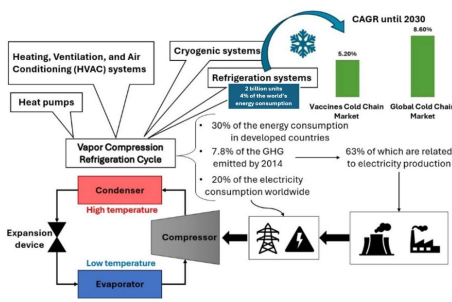 CAGR until 2030
8.60%
5.20%
Vaccines Cold Chain
Market
Global Cold Chain
Market
Cryogenic systems
Heating, Ventilation, and Air
Conditioning (HVAC) systems
Refrigeration systems
2 billion units
4% of the world's
energy consumption
Heat pumps
Vapor Compression
Refrigeration Cycle
• 30% of the energy consumption
in developed countries
• 7.8% of the GHG
emitted by 2014
63% of which are related
to electricity production
• 20% of the electricity
consumption worldwide
Condenser
High temperature
Expansion
device
Compressor
Low temperature
Evaporator